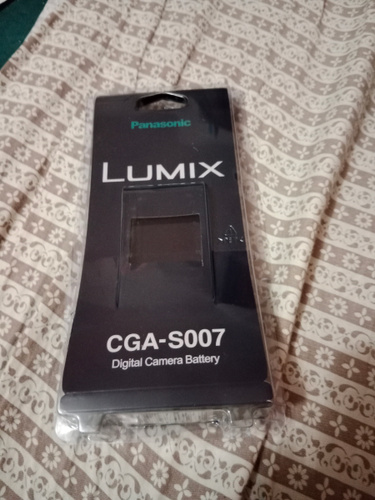 Panasonic
LUMIX
CGA-S007
Digital Camera Battery